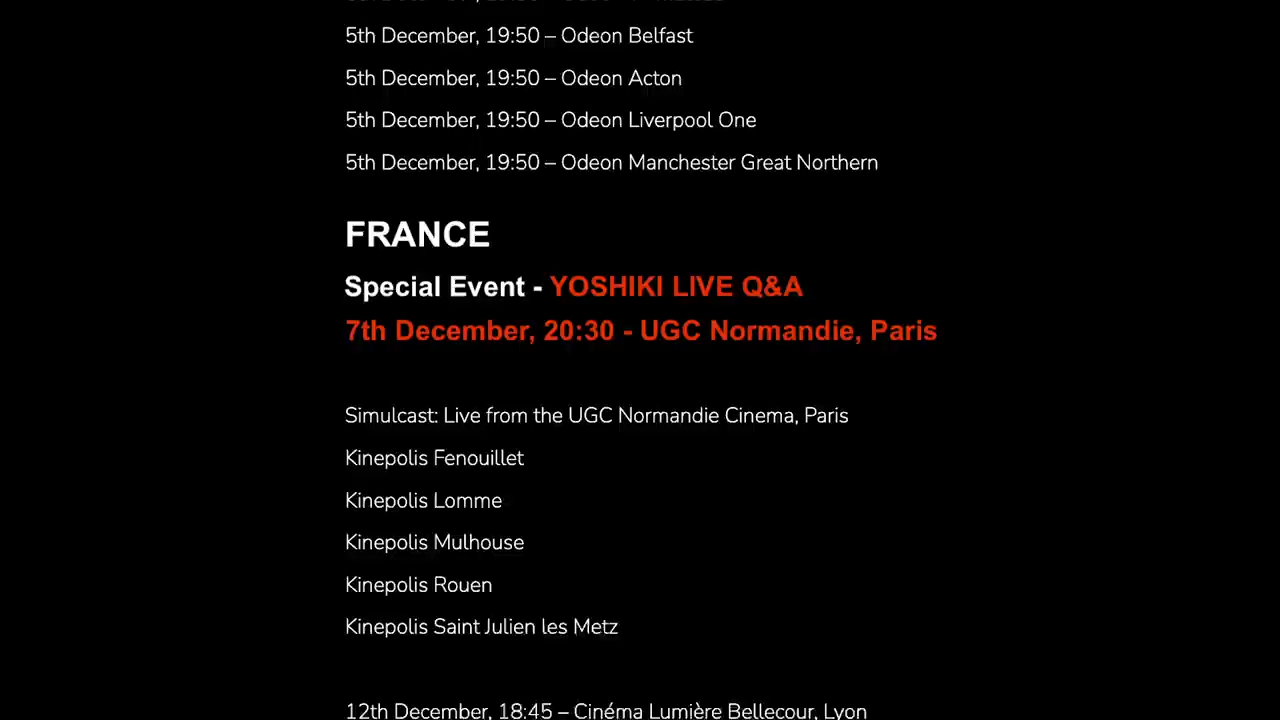 5th December, 19:50 – Odeon Belfast
5th December, 19:50 – Odeon Acton
5th December, 19:50 – Odeon Liverpool One
5th December, 19:50 – Odeon Manchester Great Northern
FRANCE
Special Event - YOSHIKI LIVE Q&A
7th December, 20:30 - UGC Normandie, Paris
Simulcast: Live from the UGC Normandie Cinema, Paris
Kinepolis Fenouillet
Kinepolis Lomme
Kinepolis Mulhouse
Kinepolis Rouen
Kinepolis Saint Julien les Metz
12th December, 18:45 – Cinéma Lumière Bellecour, Lyon